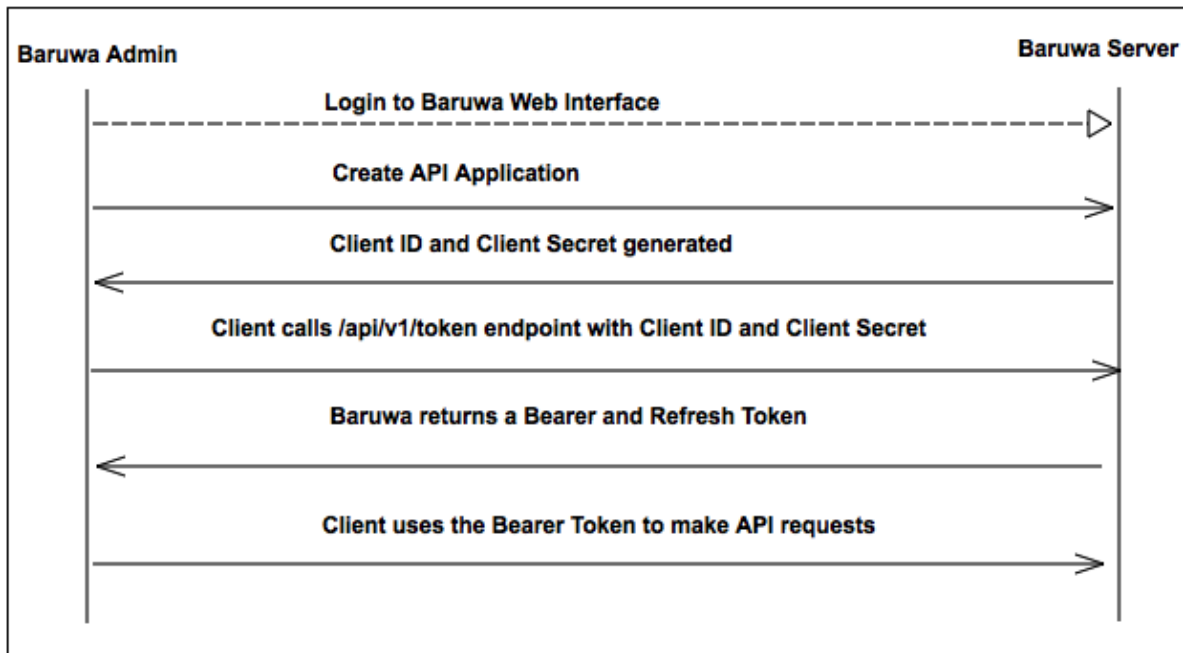 Baruwa Admin
Baruwa Server
Login to Baruwa Web Interface
Create API Application
Client ID and Client Secret generated
Client calls /api/v1/token endpoint with Client ID and Client Secret
Baruwa returns a Bearer and Refresh Token
Client uses the Bearer Token to make API requests